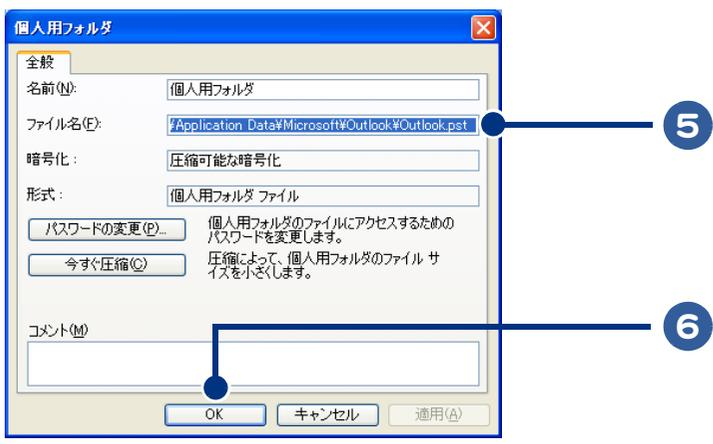 個人用フォルダ
全般
名前(N):
個人用フォルダ
ファイル名(F):
¥Application Data¥Microsoft¥Outlook¥Outlook.pst
5
暗号化 :
圧縮可能な暗号化
形式 :
個人用フォルダ ファイル
パスワードの変更(P)...
個人用フォルダのファイルにアクセスするための
パスワードを変更します。
今すぐ圧縮(C)
圧縮によって、個人用フォルダのファイル サ
イズを小さくします。
6
コメント(M)
OK
キャンセル
適用(A)